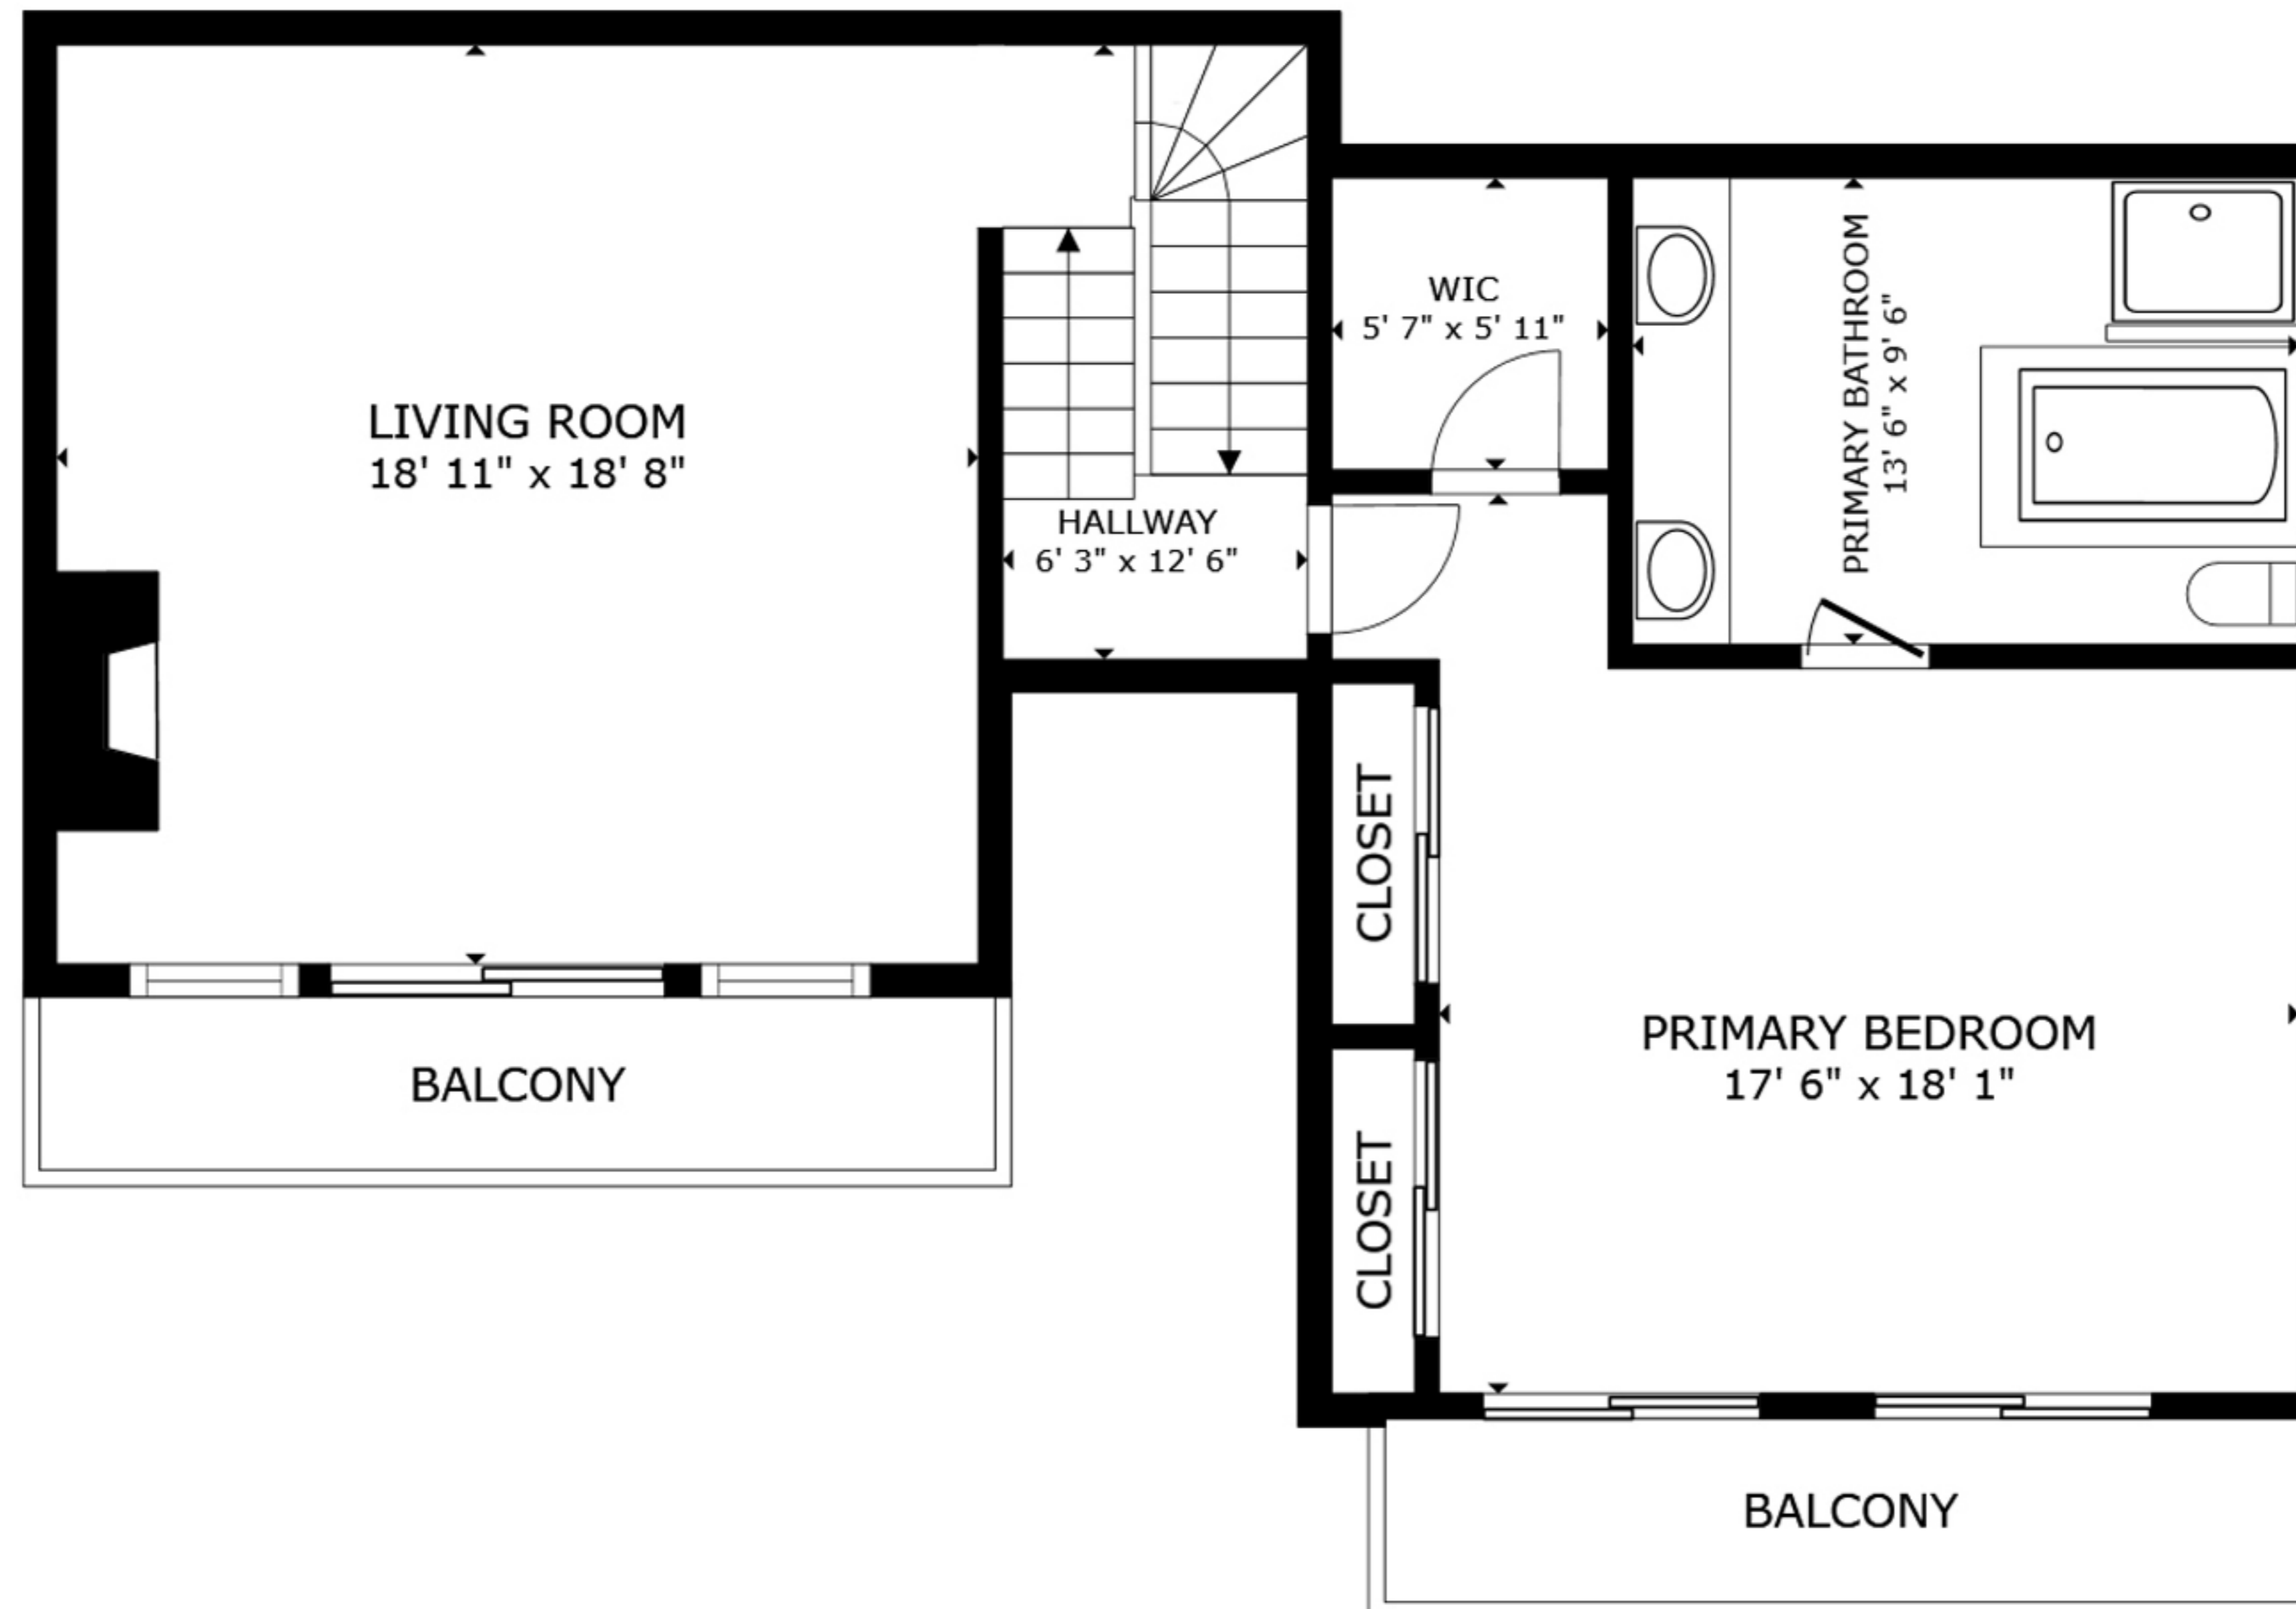 LIVING ROOM
18' 11" x 18' 8"
HALLWAY
6' 3" x 12' 6"
WIC
5' 7" x 5' 11"
PRIMARY BATHROOM
13' 6" x 9' 6"
CLOSET
CLOSET
PRIMARY BEDROOM
17' 6" x 18' 1"
BALCONY
BALCONY